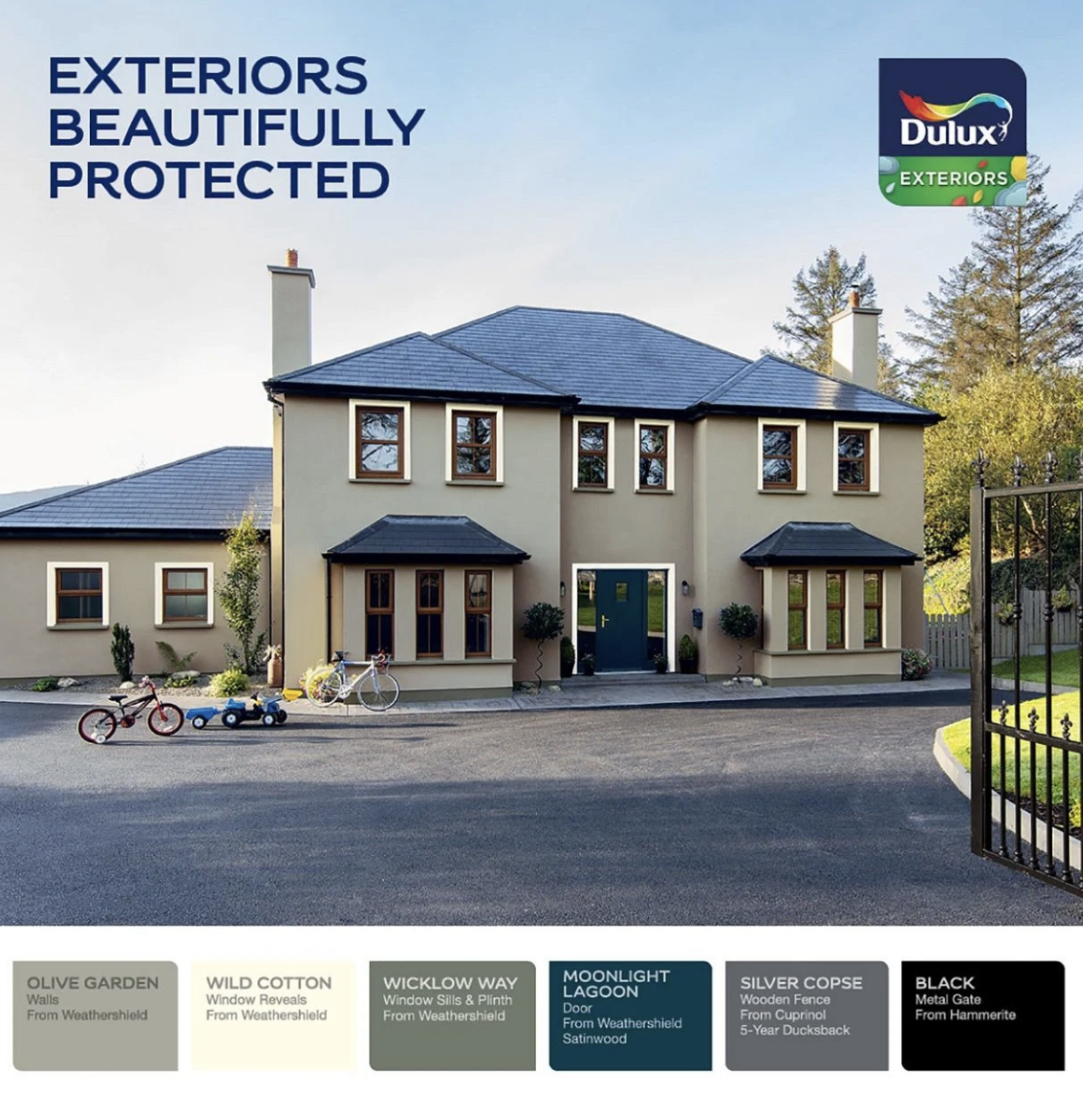 EXTERIORS
BEAUTIFULLY
PROTECTED
Dulux
EXTERIORS
OLIVE GARDEN
Walls
From Weathershield
WILD COTTON
Window Reveals
From Weathershield
WICKLOW WAY
Window Sills & Plinth
From Weathershield
MOONLIGHT
LAGOON
Door
From Weathershield
Satinwood
SILVER COPSE
Wooden Fence
From Cuprinol
5-Year Ducksback
BLACK
Metal Gate
From Hammerite